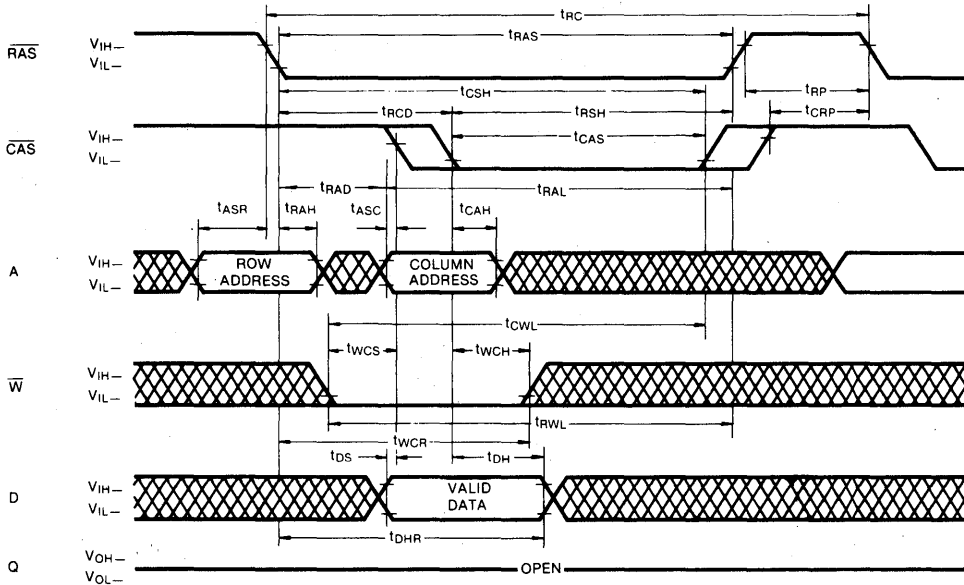 tRC
RAS
VIH
VIL
tRAS
tCSH
tRP
tRCD
tRSH
tCRP
CAS
VIH
VIL
tCAS
tRAD
tRAL
tASR
tRAH
tASC
tCAH
A
VIH
VIL
ROW ADDRESS
COLUMN ADDRESS
tCWL
tWCS
tWCH
W
VIH
VIL
tRWL
tWCR
tDS
tDH
D
VIH
VIL
VALID DATA
tDHR
Q
VOH
VOL
OPEN